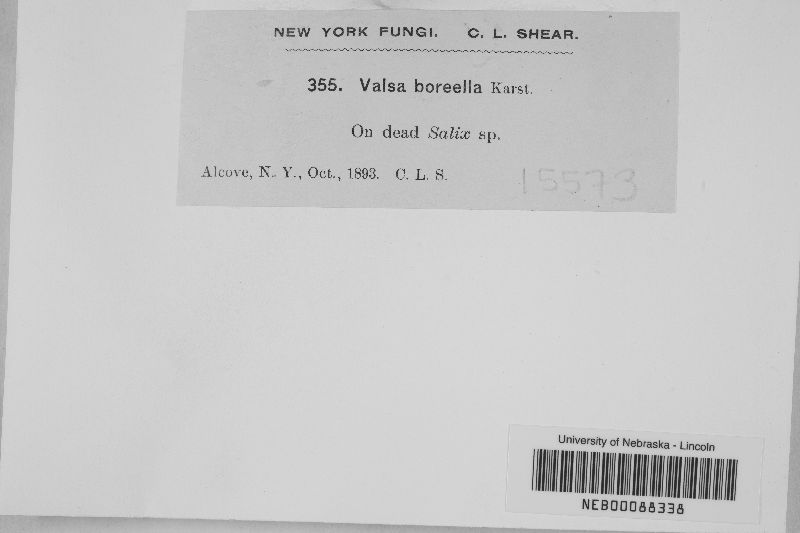 NEW YORK FUNGI. C. L. SHEAR.
355. Valsa boreella Karst.
On dead Salix sp.
Alcove, N. Y., Oct., 1893. C. L. S.
15573
University of Nebraska - Lincoln
NEB00088338